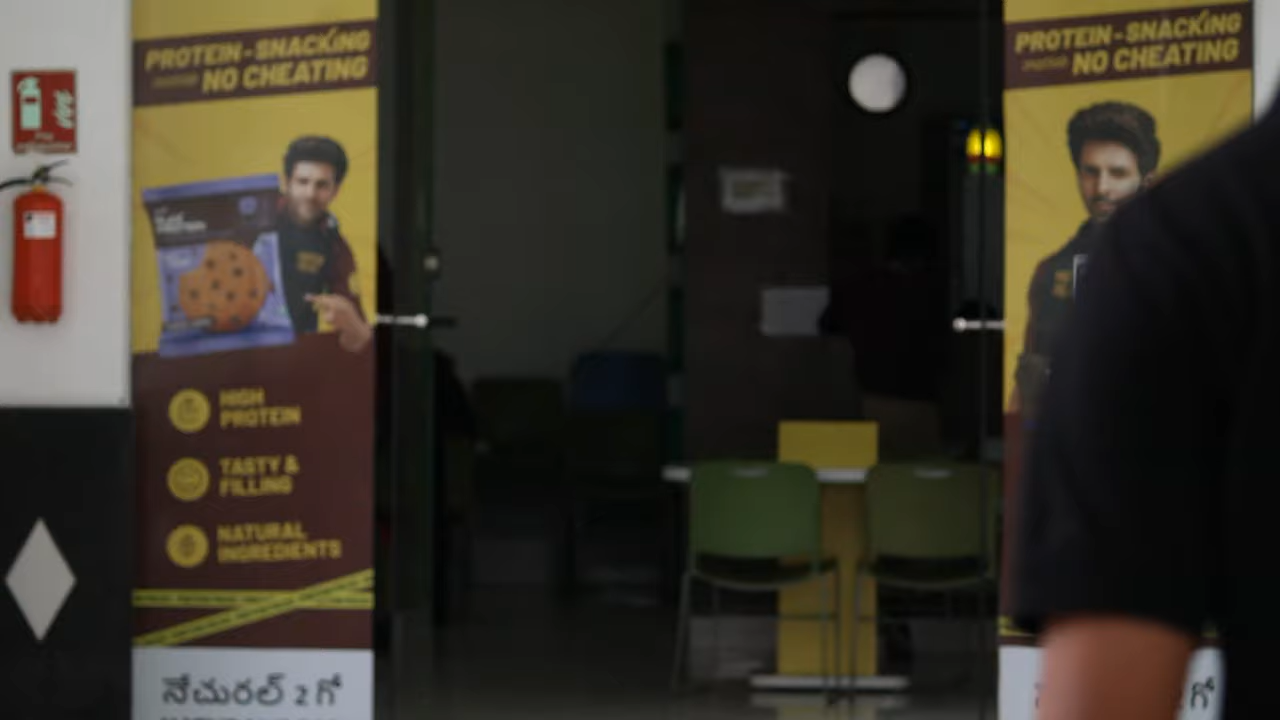 PROTEIN-SNACKING
NO CHEATING
HIGH
PROTEIN
TASTY &
FILLING
NATURAL
INGREDIENTS
నేచురల్ 2 గో
PROTEIN-SNACKING
NO CHEATING
గో